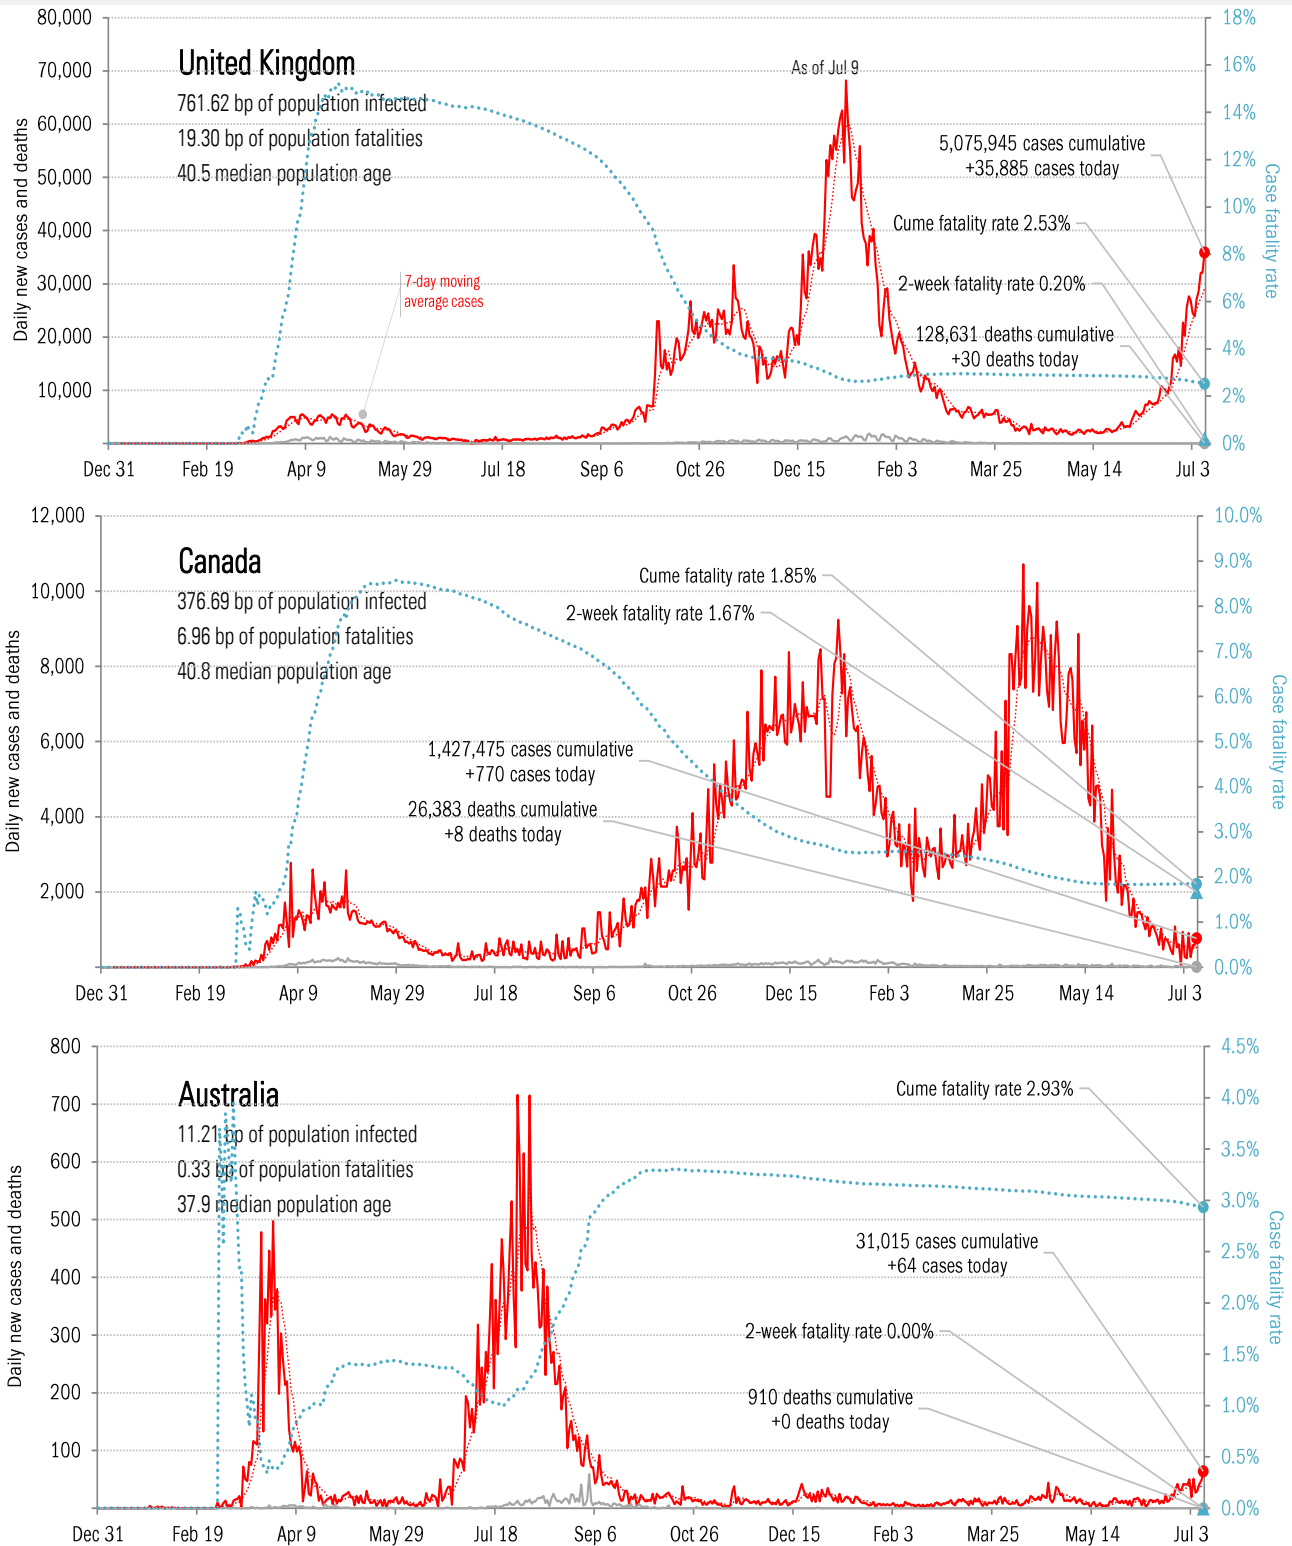 80,000
70,000
60,000
50,000
40,000
30,000
20,000
10,000
Daily new cases and deaths
United Kingdom
761.62 bp of population infected
19.30 bp of population fatalities
40.5 median population age
7-day moving
average cases
As of Jul 9
5,075,945 cases cumulative
+35,885 cases today
Cume fatality rate 2.53%
2-week fatality rate 0.20%
128,631 deaths cumulative
+30 deaths today
18%
16%
14%
12%
10%
8%
6%
4%
2%
0%
Case fatality rate
Dec 31 Feb 19 Apr 9 May 29 Jul 18 Sep 6 Oct 26 Dec 15 Feb 3 Mar 25 May 14 Jul 3
12,000
10,000
8,000
6,000
4,000
2,000
Daily new cases and deaths
Canada
376.69 bp of population infected
6.96 bp of population fatalities
40.8 median population age
Cume fatality rate 1.85%
2-week fatality rate 1.67%
1,427,475 cases cumulative
+770 cases today
26,383 deaths cumulative
+8 deaths today
10.0%
9.0%
8.0%
7.0%
6.0%
5.0%
4.0%
3.0%
2.0%
1.0%
0.0%
Case fatality rate
Dec 31 Feb 19 Apr 9 May 29 Jul 18 Sep 6 Oct 26 Dec 15 Feb 3 Mar 25 May 14 Jul 3
800
700
600
500
400
300
200
100
Daily new cases and deaths
Australia
11.21 bp of population infected
0.33 bp of population fatalities
37.9 median population age
Cume fatality rate 2.93%
31,015 cases cumulative
+64 cases today
2-week fatality rate 0.00%
910 deaths cumulative
+0 deaths today
4.5%
4.0%
3.5%
3.0%
2.5%
2.0%
1.5%
1.0%
0.5%
0.0%
Case fatality rate
Dec 31 Feb 19 Apr 9 May 29 Jul 18 Sep 6 Oct 26 Dec 15 Feb 3 Mar 25 May 14 Jul 3